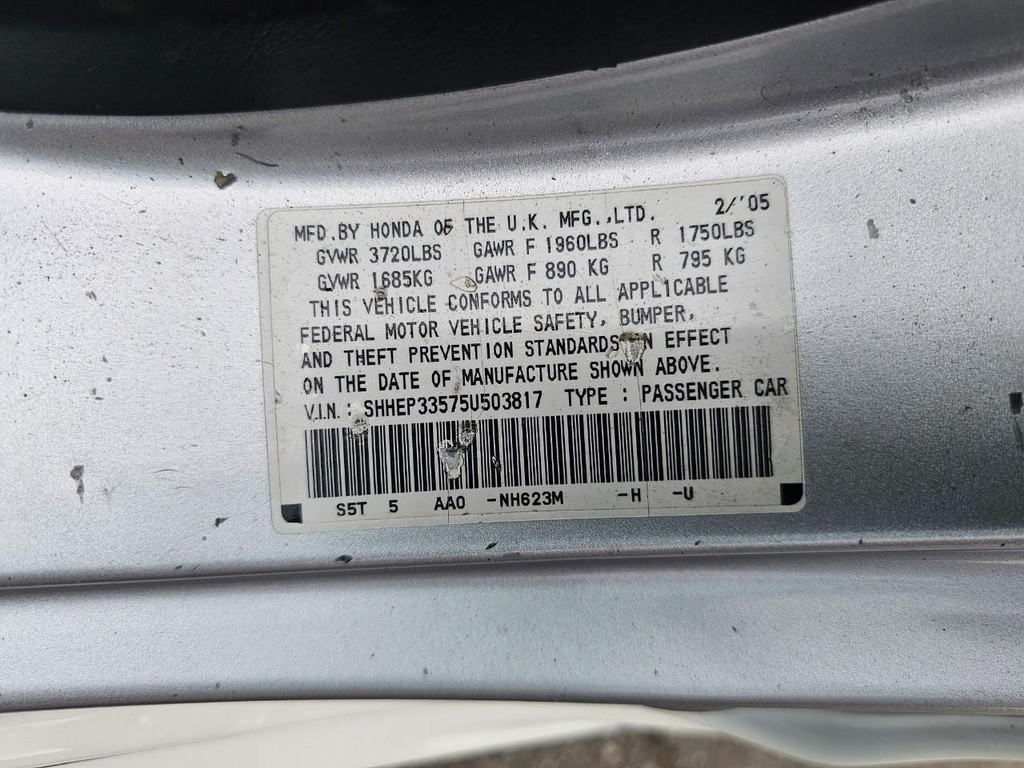 MFD.BY HONDA OF THE U.K. MFG.,LTD. 2/'05
GVWR 3720LBS GAWR F 1960LBS R 1750LBS
GVWR 1685KG GAWR F 890 KG R 795 KG
THIS VEHICLE CONFORMS TO ALL APPLICABLE
FEDERAL MOTOR VEHICLE SAFETY, BUMPER,
AND THEFT PREVENTION STANDARDS IN EFFECT
ON THE DATE OF MANUFACTURE SHOWN ABOVE.
V.I.N. : SHHEP33575U503817 TYPE : PASSENGER CAR
S5T 5 AA0 -NH623M -H -U